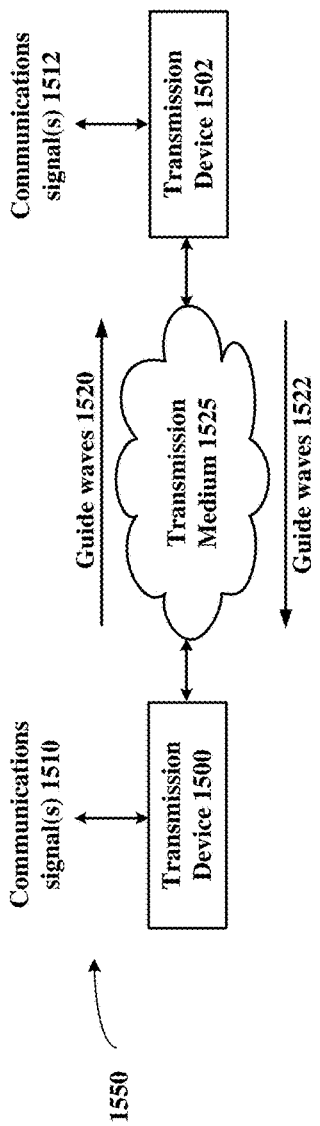 1550
Communications
signal(s) 1510
Transmission
Device 1500
Guide waves 1520
Transmission
Medium 1525
Guide waves 1522
Communications
signal(s) 1512
Transmission
Device 1502